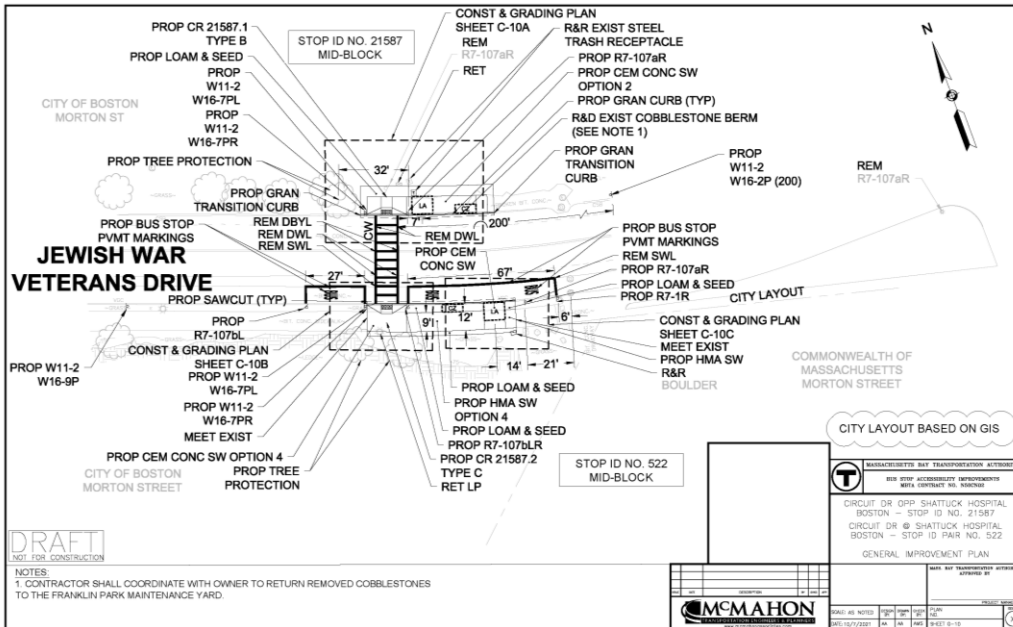 PROP CR 21587.1
TYPE B
PROP LOAM & SEED
PROP
W11-2
W16-7PL
PROP
W11-2
W16-7PR
PROP TREE PROTECTION
PROP GRAN
TRANSITION CURB
STOP ID NO. 21587
MID-BLOCK
CONST & GRADING PLAN
SHEET C-10A
REM
R7-107aR
RET
R&R EXIST STEEL
TRASH RECEPTACLE
PROP R7-107aR
PROP CEM CONC SW
OPTION 2
PROP GRAN CURB (TYP)
R&D EXIST COBBLESTONE BERM
(SEE NOTE 1)
PROP GRAN
TRANSITION
CURB
PROP
W11-2
W16-2P (200)
REM
R7-107aR
N
CITY OF BOSTON
MORTON ST
32'
LA
7'
200'
CW
PROP BUS STOP
PVMT MARKINGS
REM DBYL
REM DWL
REM SWL
REM DWL
PROP CEM
CONC SW
PROP BUS STOP
PVMT MARKINGS
REM SWL
PROP R7-107aR
PROP LOAM & SEED
PROP R7-1R
CITY LAYOUT
JEWISH WAR
VETERANS DRIVE
27'
67'
12'
9'
LA
6'
14'
21'
PROP SAWCUT (TYP)
PROP
R7-107bL
CONST & GRADING PLAN
SHEET C-10B
PROP W11-2
W16-7PL
PROP W11-2
W16-7PR
MEET EXIST
PROP CEM CONC SW OPTION 4
PROP TREE
PROTECTION
PROP W11-2
W16-9P
CITY OF BOSTON
MORTON STREET
CONST & GRADING PLAN
SHEET C-10C
MEET EXIST
PROP HMA SW
R&R
BOULDER
COMMONWEALTH OF
MASSACHUSETTS
MORTON STREET
PROP LOAM & SEED
PROP HMA SW
OPTION 4
PROP LOAM & SEED
PROP R7-107bLR
PROP CR 21587.2
TYPE C
RET LP
STOP ID NO. 522
MID-BLOCK
CITY LAYOUT BASED ON GIS
DRAFT
NOT FOR CONSTRUCTION
NOTES:
1. CONTRACTOR SHALL COORDINATE WITH OWNER TO RETURN REMOVED COBBLESTONES
TO THE FRANKLIN PARK MAINTENANCE YARD.
T
MASSACHUSETTS BAY TRANSPORTATION AUTHORITY
BUS STOP ACCESSIBILITY IMPROVEMENTS
MBTA CONTRACT NO.
CIRCUIT DR OPP SHATTUCK HOSPITAL
BOSTON – STOP ID NO. 21587
CIRCUIT DR @ SHATTUCK HOSPITAL
BOSTON – STOP ID PAIR NO. 522
GENERAL IMPROVEMENT PLAN
MASS. BAY TRANSPORTATION AUTHORITY
APPROVED BY
DESCRIPTION
McMAHON
TRANSPORTATION ENGINEERS & PLANNERS
SCALE: AS NOTED
PLAN
NO.